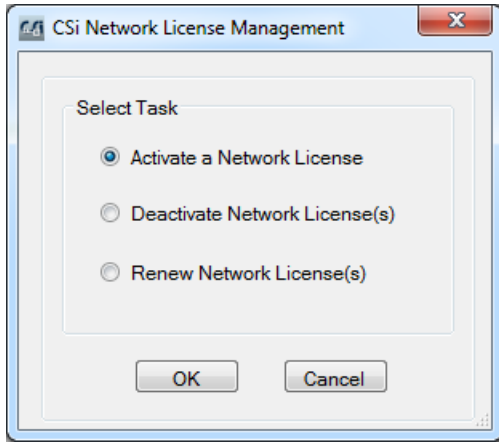 CSi Network License Management
Select Task
Activate a Network License
Deactivate Network License(s)
Renew Network License(s)
OK
Cancel